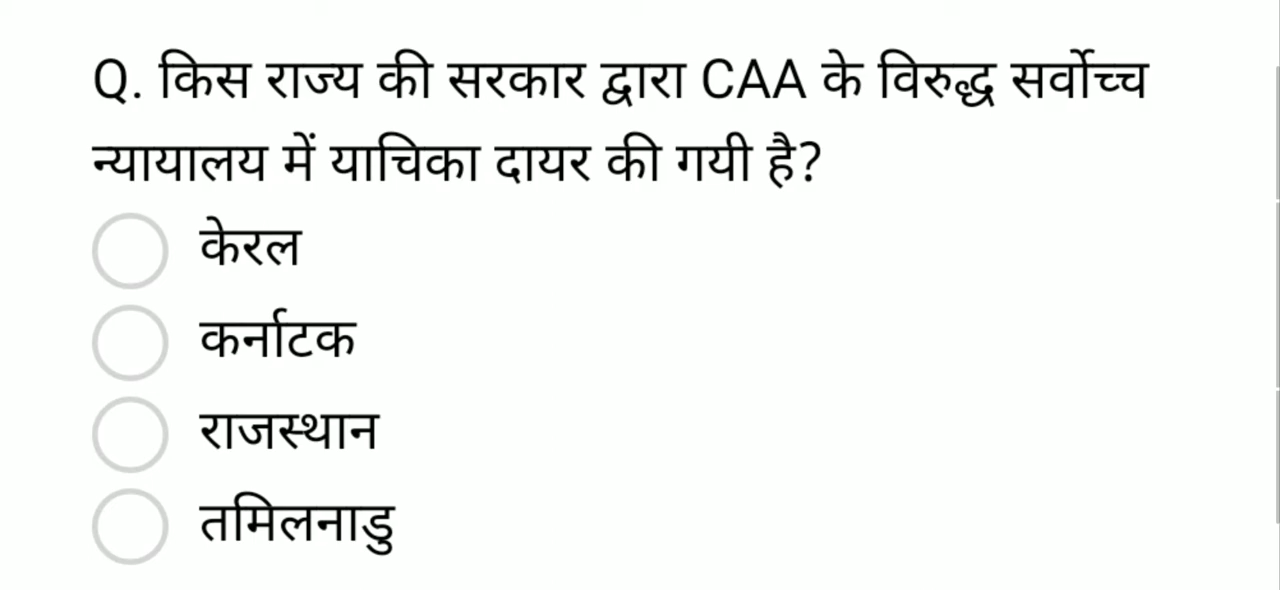 Q. किस राज्य की सरकार द्वारा CAA के विरुद्ध सर्वोच्च
न्यायालय में याचिका दायर की गयी है?
केरल
कर्नाटक
राजस्थान
तमिलनाडु